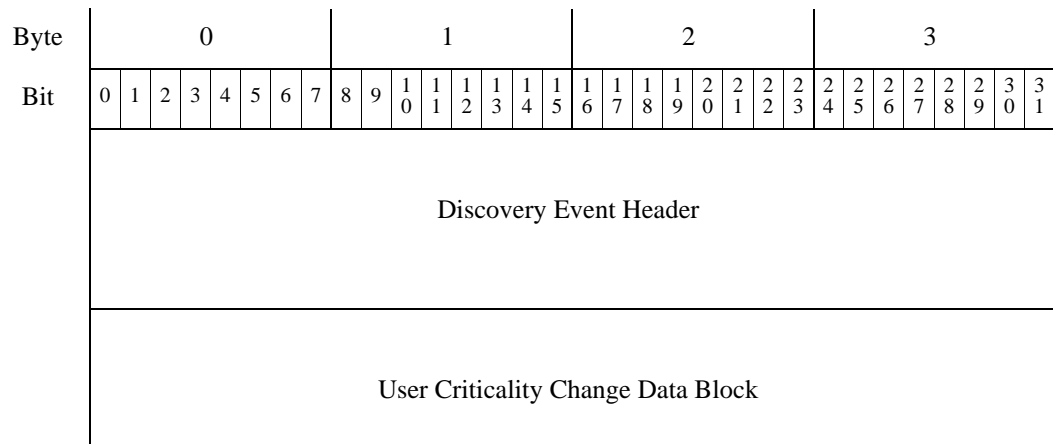 Byte 0 1 2 3
Bit 0 1 2 3 4 5 6 7 8 9 10 11 12 13 14 15 16 17 18 19 20 21 22 23 24 25 26 27 28 29 30 31
Discovery Event Header
User Criticality Change Data Block